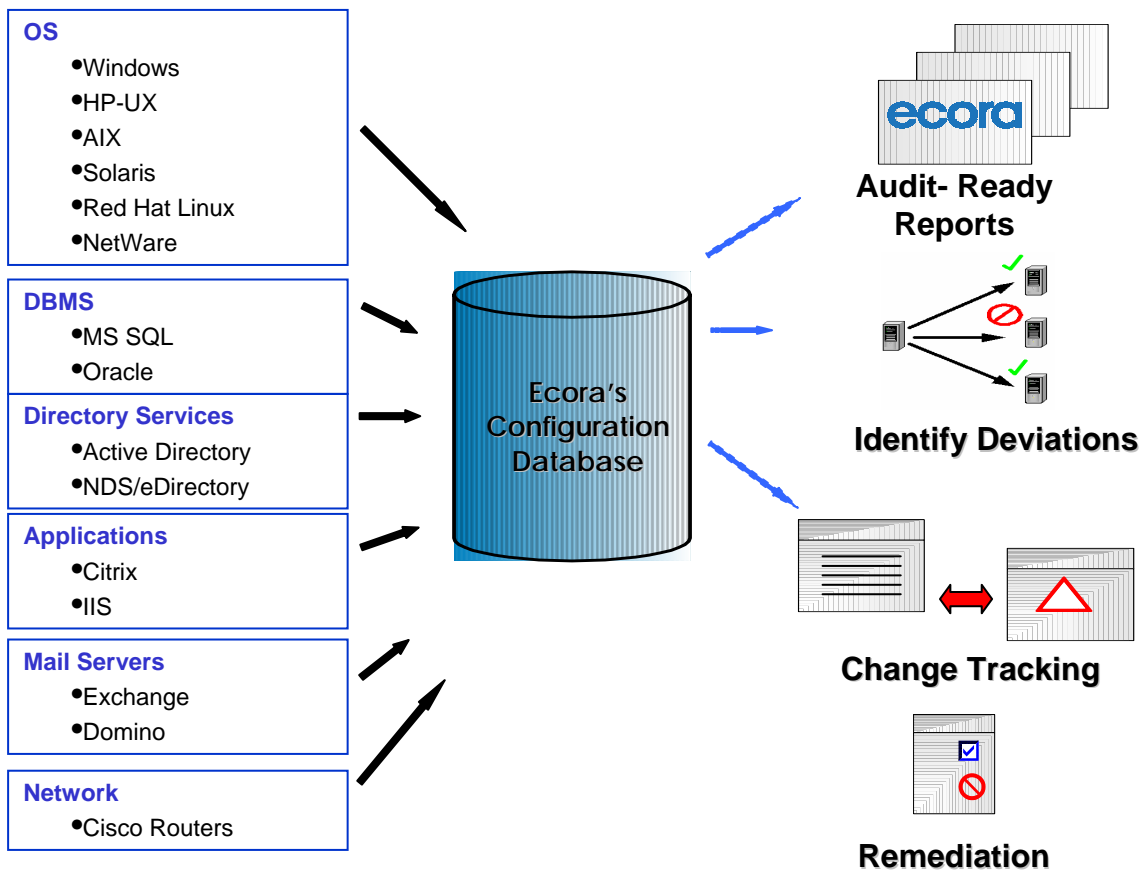 OS
•Windows
•HP-UX
•AIX
•Solaris
•Red Hat Linux
•NetWare
DBMS
•MS SQL
•Oracle
Directory Services
•Active Directory
•NDS/eDirectory
Applications
•Citrix
•IIS
Mail Servers
•Exchange
•Domino
Network
•Cisco Routers
Ecora's
Configuration
Database
ecora
Audit- Ready
Reports
Identify Deviations
Change Tracking
Remediation